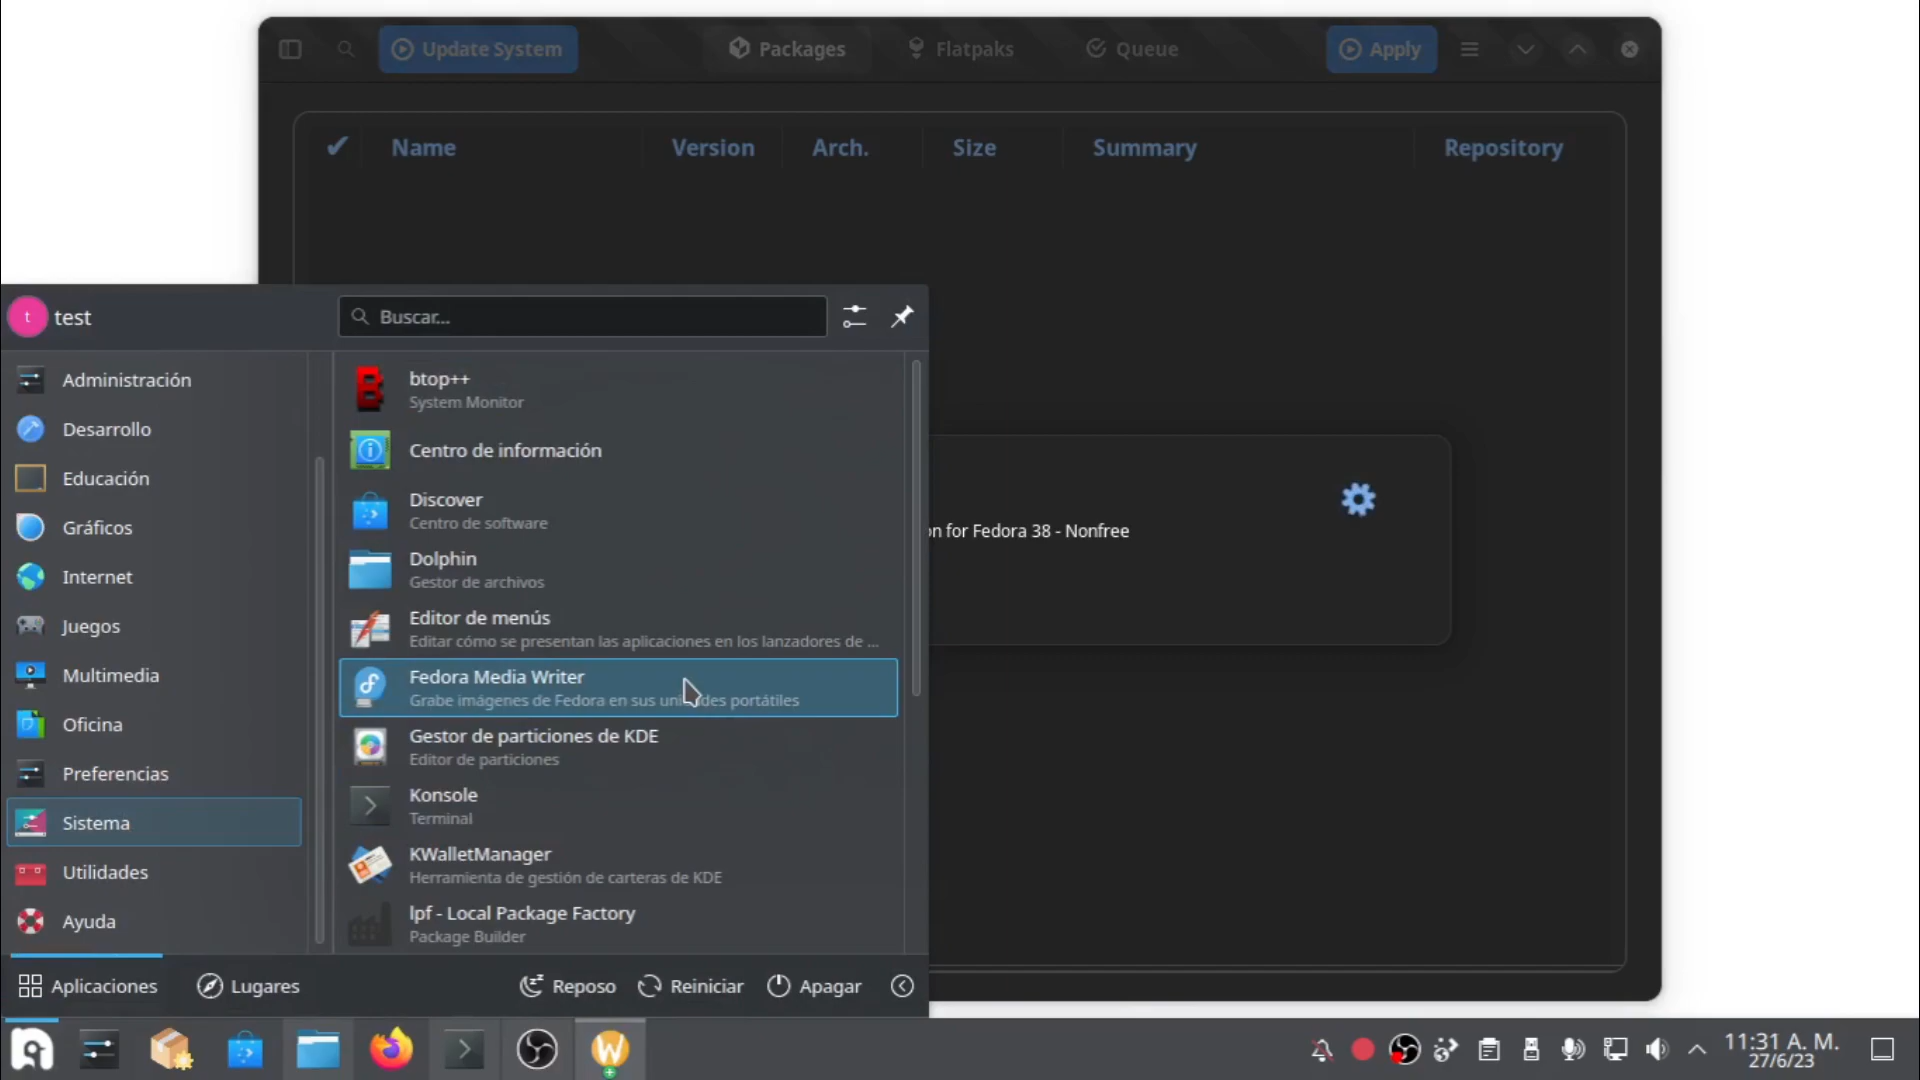 Update System
Packages
Flatpaks
Queue
Apply
Name
Version
Arch.
Size
Summary
Repository
t
test
Buscar...
Administración
Desarrollo
Educación
Gráficos
Internet
Juegos
Multimedia
Oficina
Preferencias
Sistema
Utilidades
Ayuda
btop++
System Monitor
Centro de información
Discover
Centro de software
Dolphin
Gestor de archivos
Editor de menús
Editar cómo se presentan las aplicaciones en los lanzadores de ...
Fedora Media Writer
Grabe imágenes de Fedora en sus unidades portátiles
Gestor de particiones de KDE
Editor de particiones
Konsole
Terminal
KWalletManager
Herramienta de gestión de carteras de KDE
lpf - Local Package Factory
Package Builder
for Fedora 38 - Nonfree
Aplicaciones
Lugares
Reposo
Reiniciar
Apagar
11:31 A. M.
27/6/23